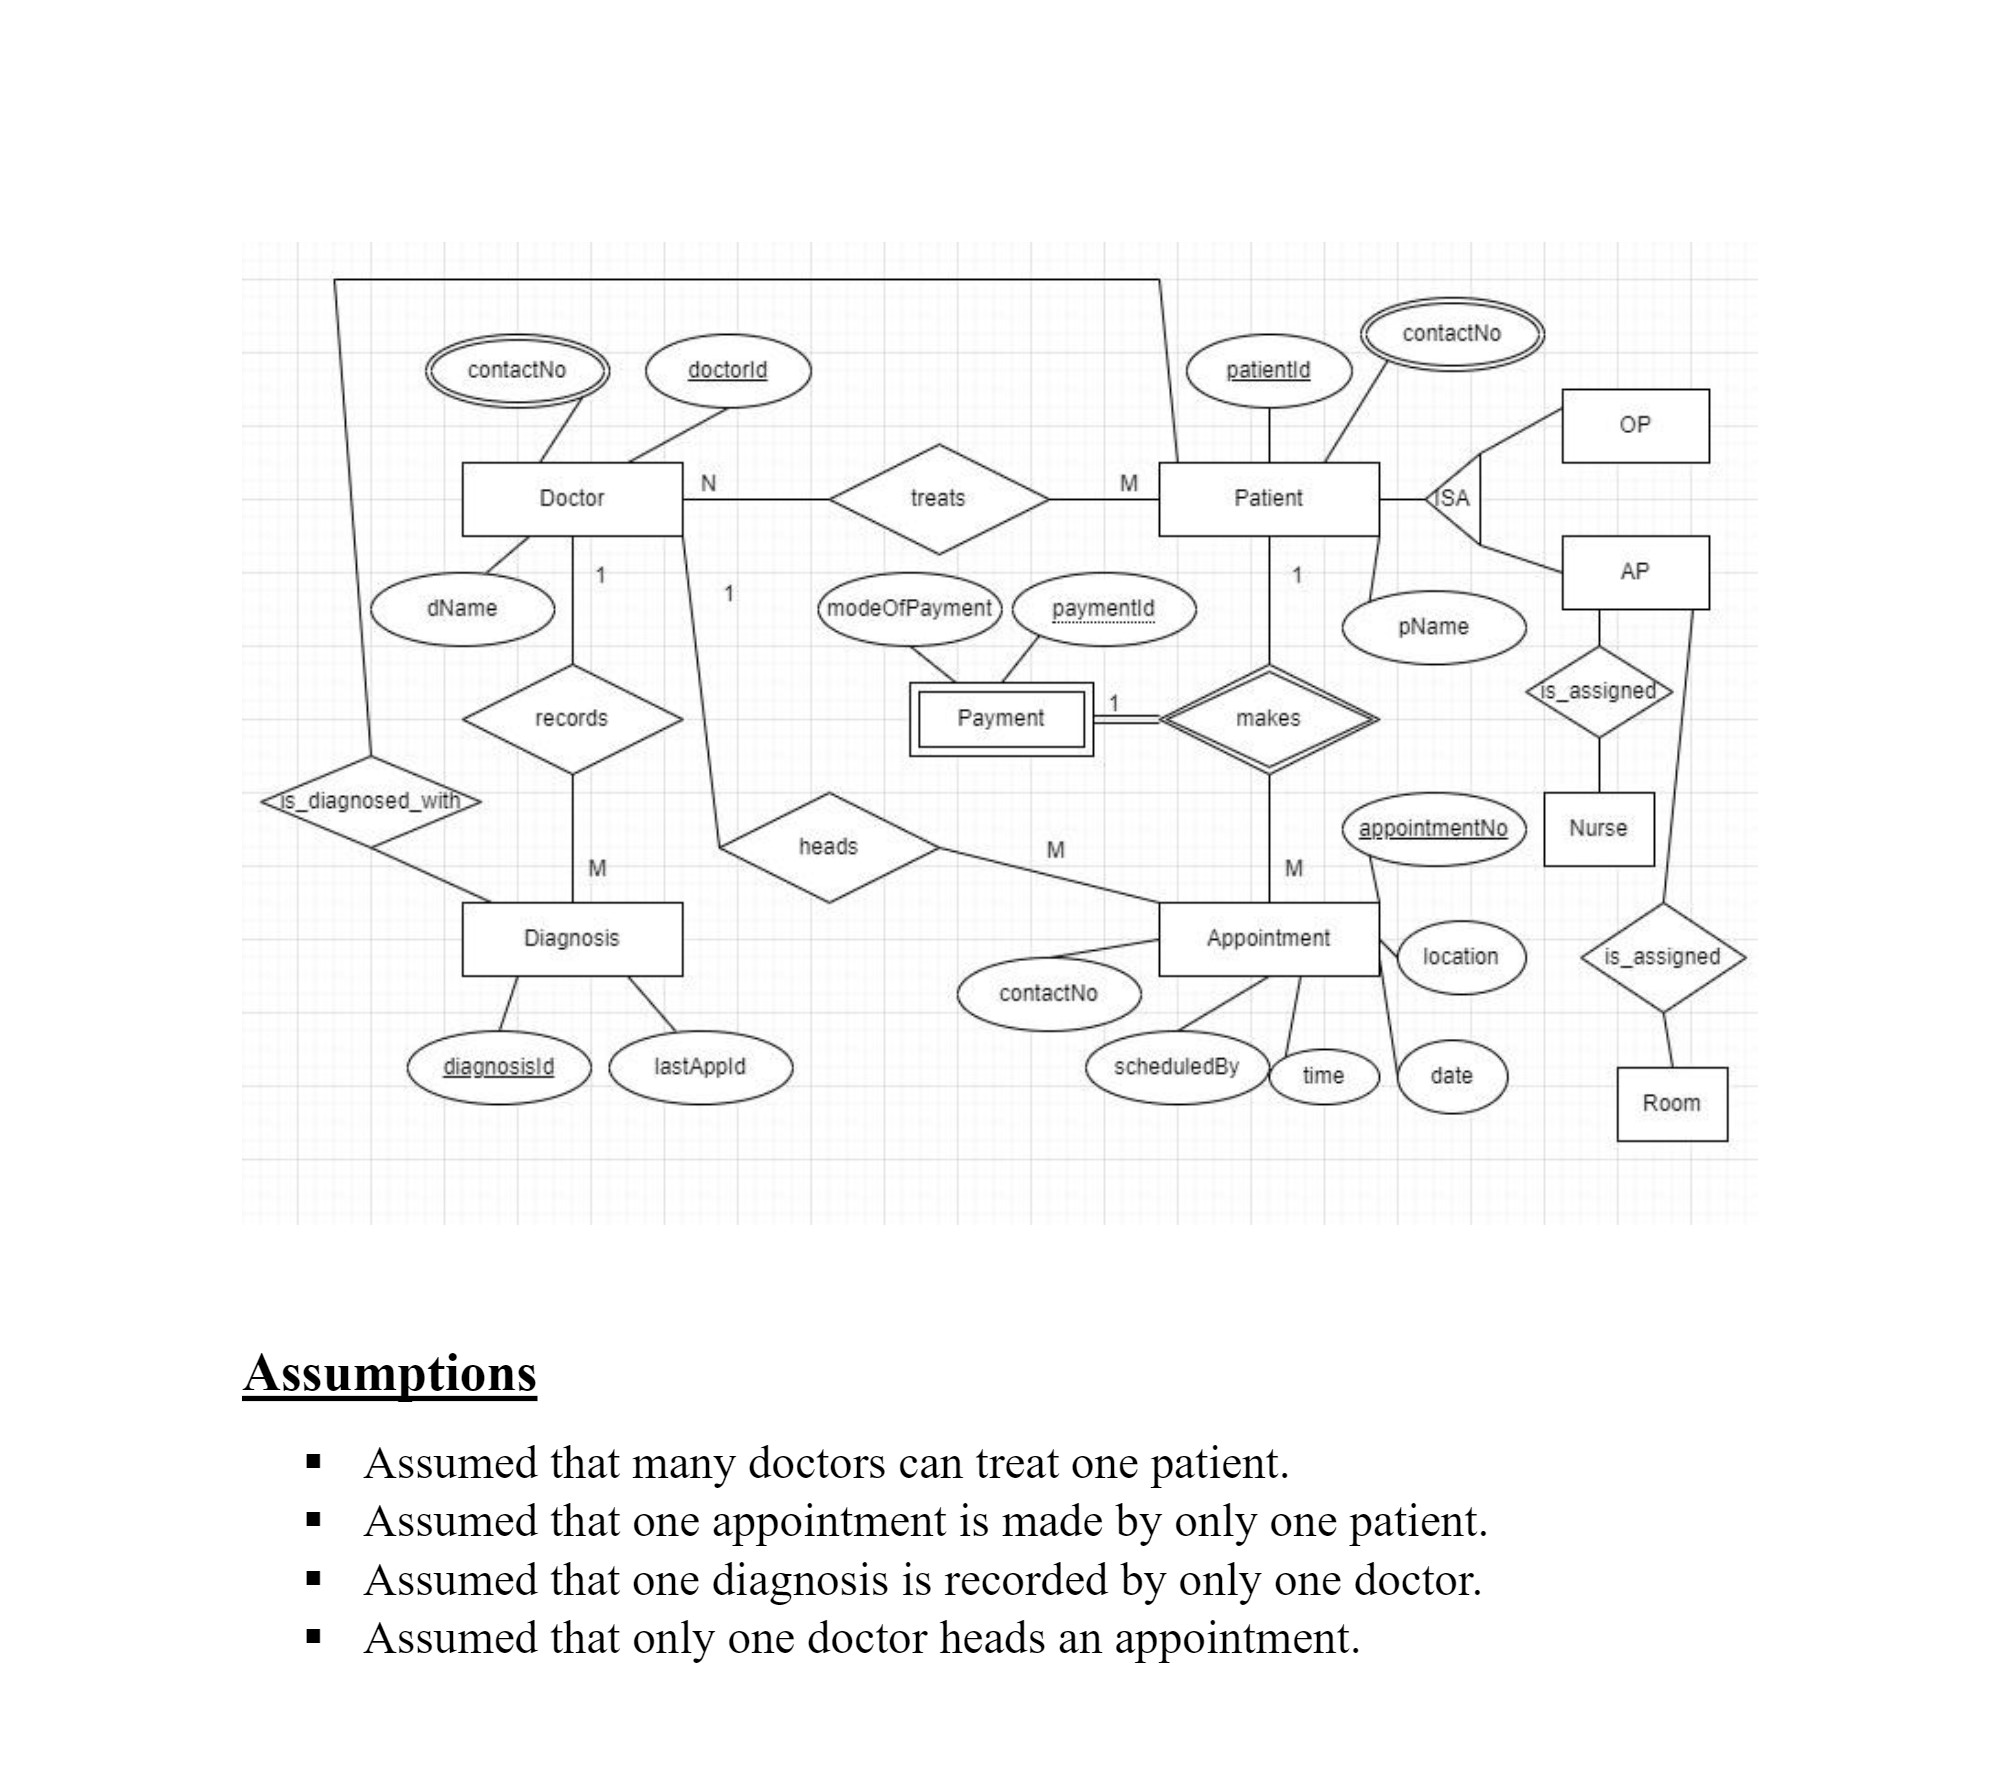 contactNo
contactNo
doctorId
patientId
OP
Doctor
N
treats
M
Patient
ISA
AP
1
1
1
dName
modeOfPayment
paymentId
pName
records
Payment
1
makes
is_assigned
is_diagnosed_with
heads
M
appointmentNo
Nurse
M
M
Diagnosis
Appointment
location
is_assigned
contactNo
diagnosisId
lastAppId
scheduledBy
time
date
Room
Assumptions
▪ Assumed that many doctors can treat one patient.
▪ Assumed that one appointment is made by only one patient.
▪ Assumed that one diagnosis is recorded by only one doctor.
▪ Assumed that only one doctor heads an appointment.